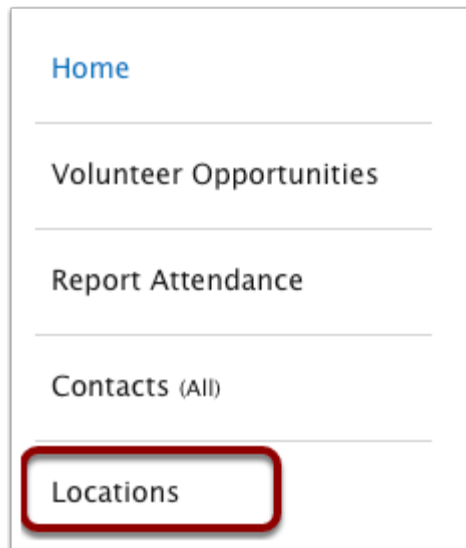 Home
Volunteer Opportunities
Report Attendance
Contacts (All)
Locations